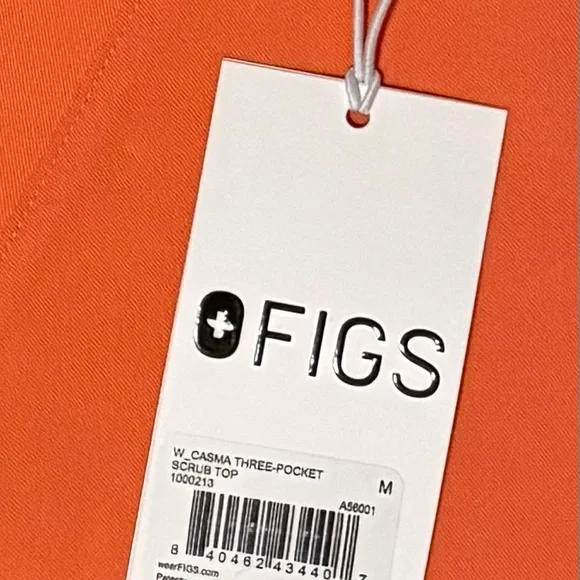 FIGS
W_CASMA THREE-POCKET
SCRUB TOP
M
1000213
A56001
8 40462 43440 7
wearFIGS.com